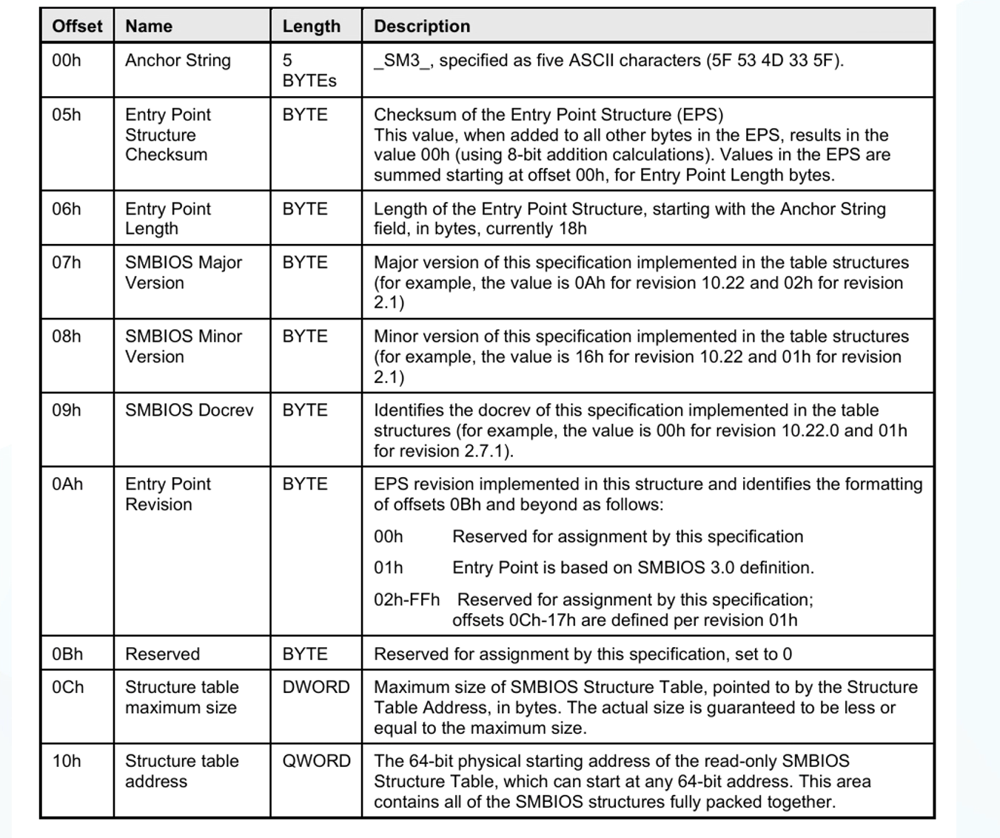 Offset Name Length Description
00h Anchor String 5 _SM3_, specified as five ASCII characters (5F 53 4D 33 5F).
BYTEs
05h Entry Point BYTE Checksum of the Entry Point Structure (EPS)
Structure This value, when added to all other bytes in the EPS, results in the
Checksum value 00h (using 8-bit addition calculations). Values in the EPS are
summed starting at offset 00h, for Entry Point Length bytes.
06h Entry Point BYTE Length of the Entry Point Structure, starting with the Anchor String
Length field, in bytes, currently 18h
07h SMBIOS Major BYTE Major version of this specification implemented in the table structures
Version (for example, the value is 0Ah for revision 10.22 and 02h for revision
2.1)
08h SMBIOS Minor BYTE Minor version of this specification implemented in the table structures
Version (for example, the value is 16h for revision 10.22 and 01h for revision
2.1)
09h SMBIOS Docrev BYTE Identifies the docrev of this specification implemented in the table
structures (for example, the value is 00h for revision 10.22.0 and 01h
for revision 2.7.1).
0Ah Entry Point BYTE EPS revision implemented in this structure and identifies the formatting
Revision of offsets 0Bh and beyond as follows:
00h Reserved for assignment by this specification
01h Entry Point is based on SMBIOS 3.0 definition.
02h-FFh Reserved for assignment by this specification;
offsets 0Ch-17h are defined per revision 01h
0Bh Reserved BYTE Reserved for assignment by this specification, set to 0
0Ch Structure table DWORD Maximum size of SMBIOS Structure Table, pointed to by the Structure
maximum size Table Address, in bytes. The actual size is guaranteed to be less or
equal to the maximum size.
10h Structure table QWORD The 64-bit physical starting address of the read-only SMBIOS
address Structure Table, which can start at any 64-bit address. This area
contains all of the SMBIOS structures fully packed together.